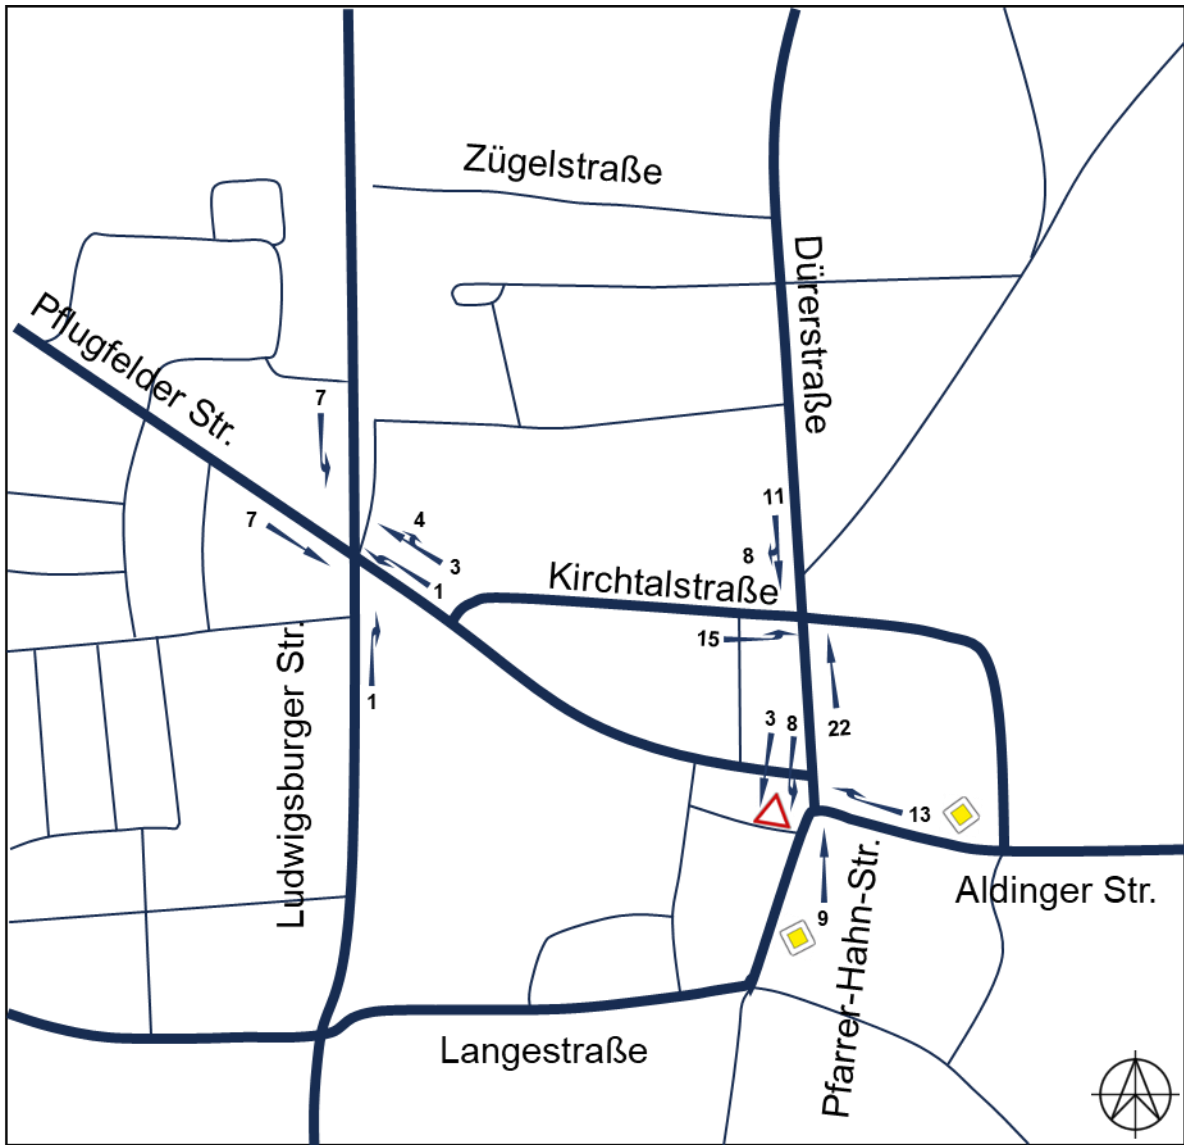 Zügelstraße
Dürerstraße
Pflugfelder Str.
7
11
7
4
8
3
Kirchtalstraße
1
15
Ludwigsburger Str.
1
3
8
22
13
Aldinger Str.
9
Pfarrer-Hahn-Str.
Langestraße